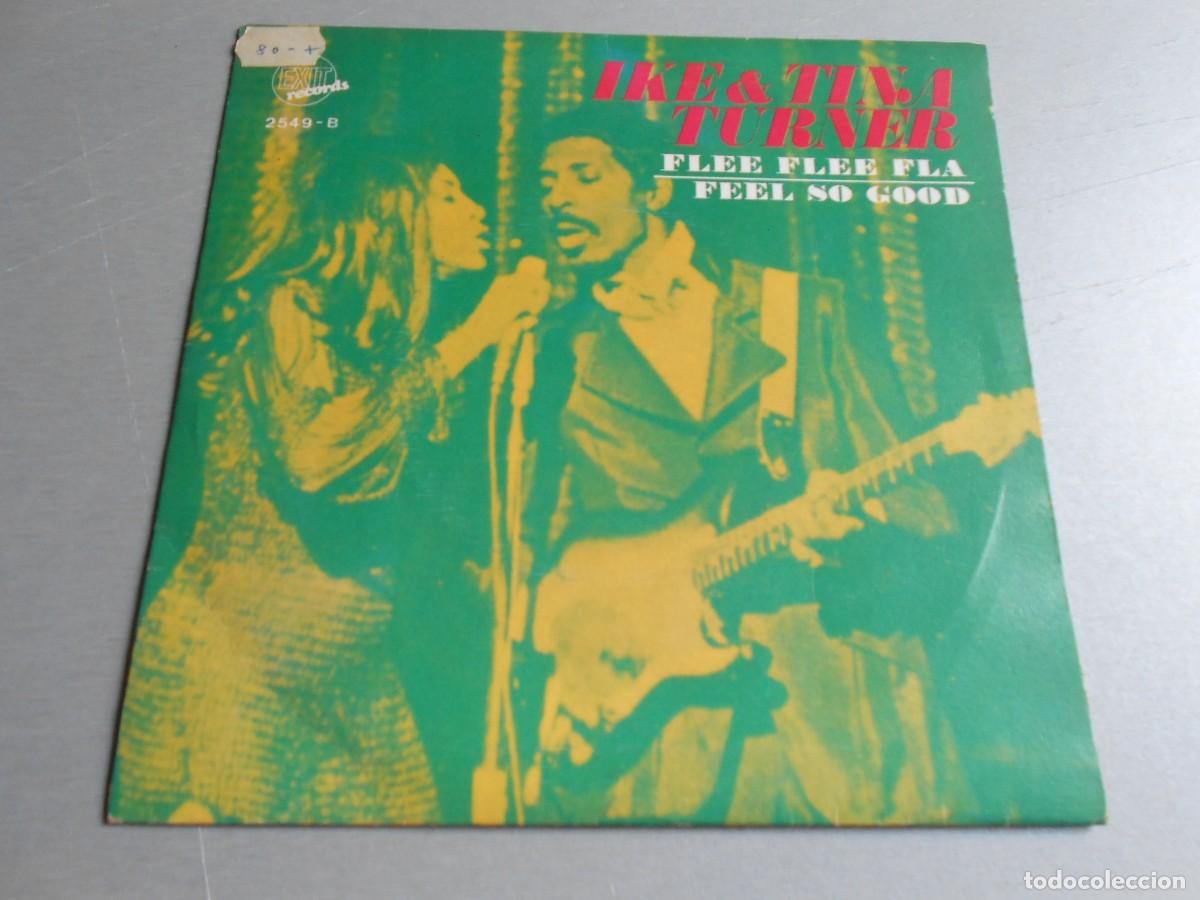 80 - +
EXIT
records
2549-B
IKE & TINA
TURNER
FLEE FLEE FLA
FEEL SO GOOD
todocoleccion